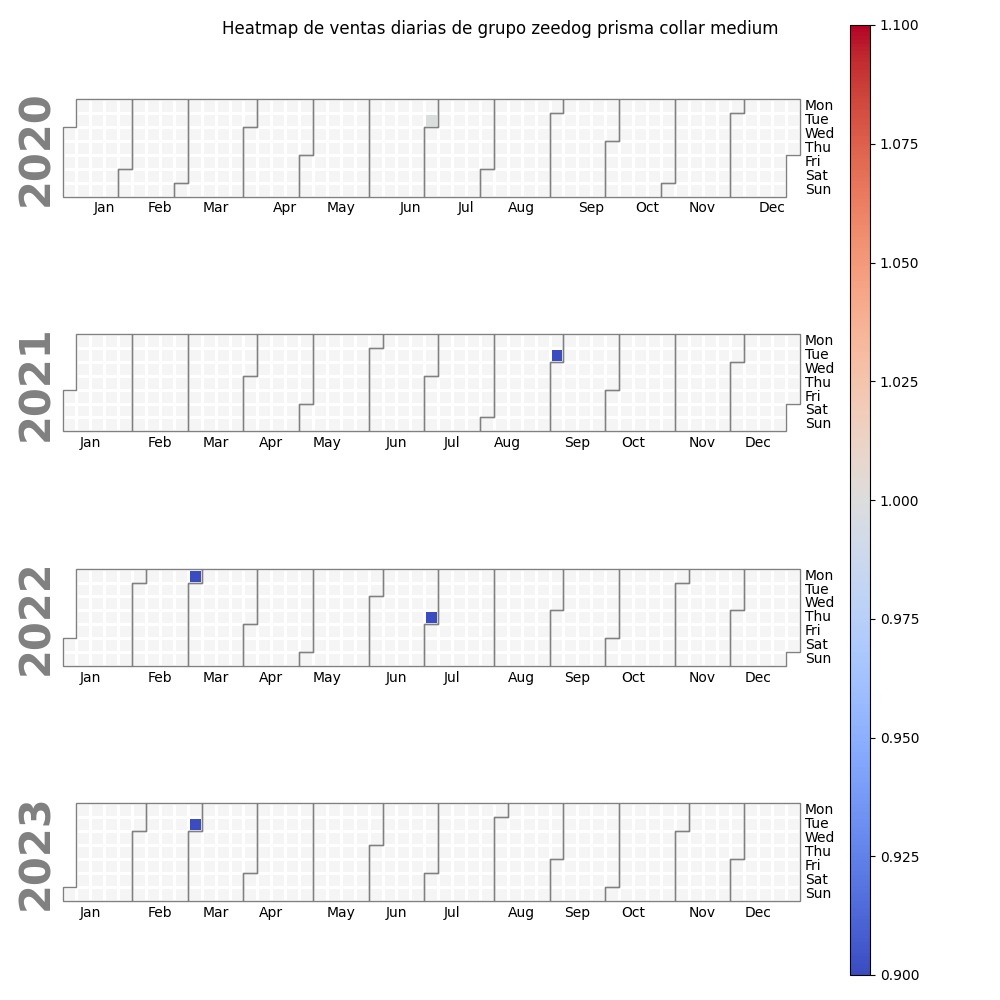 Heatmap de ventas diarias de grupo zeedog prisma collar medium
2020
Mon
Tue
Wed
Thu
Fri
Sat
Sun
Jan Feb Mar Apr May Jun Jul Aug Sep Oct Nov Dec
2021
Mon
Tue
Wed
Thu
Fri
Sat
Sun
Jan Feb Mar Apr May Jun Jul Aug Sep Oct Nov Dec
2022
Mon
Tue
Wed
Thu
Fri
Sat
Sun
Jan Feb Mar Apr May Jun Jul Aug Sep Oct Nov Dec
2023
Mon
Tue
Wed
Thu
Fri
Sat
Sun
Jan Feb Mar Apr May Jun Jul Aug Sep Oct Nov Dec
1.100
1.075
1.050
1.025
1.000
0.975
0.950
0.925
0.900